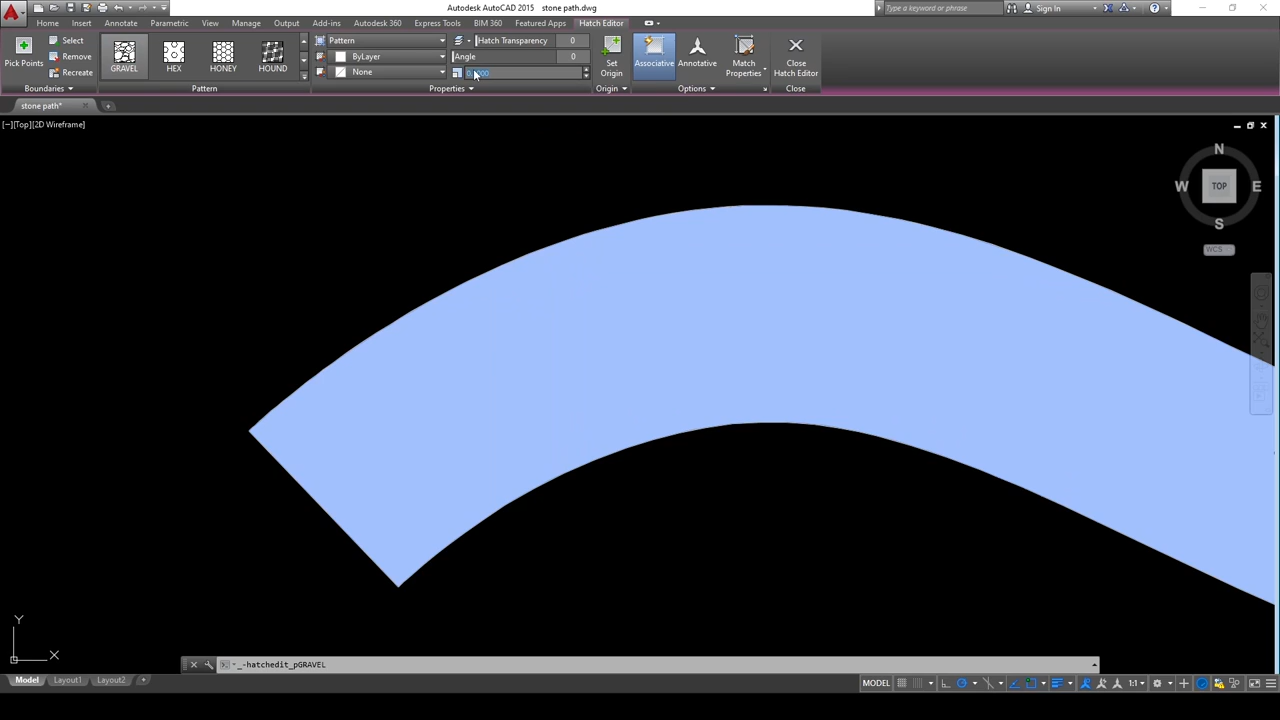 Autodesk AutoCAD 2015 stone path.dwg
Type a keyword or phrase
Sign In
Home Insert Annotate Parametric View Manage Output Add-ins Autodesk 360 Express Tools BIM 360 Featured Apps Hatch Editor
Pick Points
Select
Remove
Recreate
Boundaries
GRAVEL HEX HONEY HOUND
Pattern
Pattern
ByLayer
None
Hatch Transparency 0
Angle 0
Properties
Set
Origin
Origin
Associative
Annotative
Match
Properties
Options
Close
Hatch Editor
Close
stone path*
[−][Top][2D Wireframe]
N
W TOP E
S
WCS
Y
X
_-hatchedit_pGRAVEL
Model Layout1 Layout2
MODEL
1:1